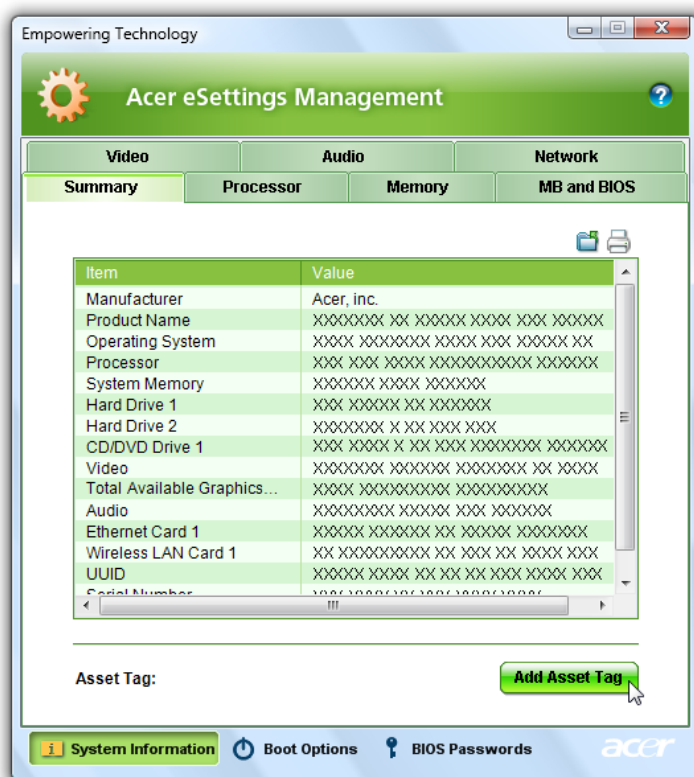 Empowering Technology
Acer eSettings Management
Video Audio Network
Summary Processor Memory MB and BIOS
Item Value
Manufacturer Acer, inc.
Product Name XXXXXXX XX XXXXX XXXX XXX XXXXX
Operating System XXXX XXXXXXX XXXX XXX XXXXX XX
Processor XXX XXX XXXX XXXXXXXXXX XXXXXX
System Memory XXXXXX XXXX XXXXXX
Hard Drive 1 XXX XXXXX XX XXXXXX
Hard Drive 2 XXXXXXX X XX XXX XXX
CD/DVD Drive 1 XXX XXXX X XX XXX XXXXXXX XXXXXX
Video XXXXXXX XXXXXX XXXXXXX XX XXXX
Total Available Graphics... XXXX XXXXXXXXX XXXXXXXXX
Audio XXXXXXXX XXXXX XXX XXXXXX
Ethernet Card 1 XXXXX XXXXXX XX XXXXX XXXXXXX
Wireless LAN Card 1 XX XXXXXXXXX XX XXX XX XXXX XXX
UUID XXXXX XXXX XX XX XX XXX XXXX XXX
Serial Number
Asset Tag: Add Asset Tag
System Information Boot Options BIOS Passwords acer